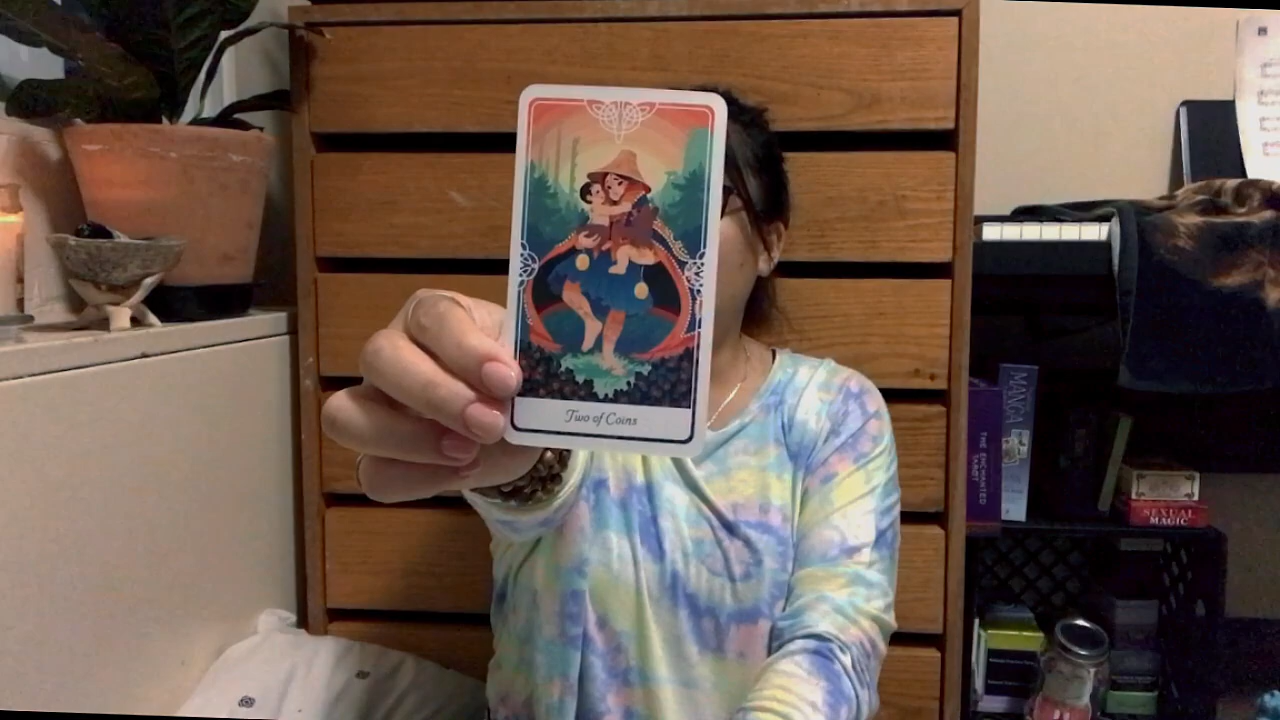 Two of Coins
THE ENCHANTED TAROT
MANGA
SEXUAL
MAGIC